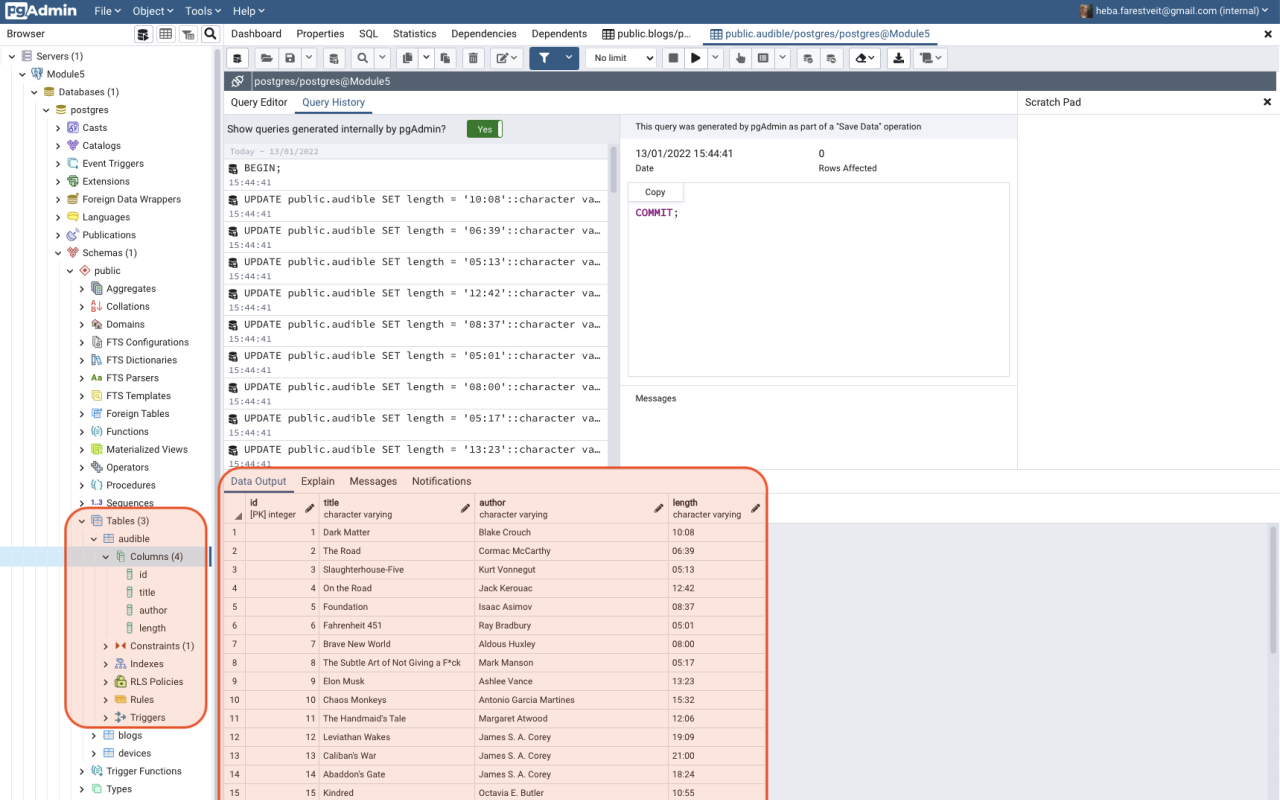 pgAdmin File Object Tools Help heba.farestveit@gmail.com (internal)
Browser Dashboard Properties SQL Statistics Dependencies Dependents public.blogs/p... public.audible/postgres/postgres@Module5
No limit
Servers (1)
Module5
Databases (1)
postgres
Casts
Catalogs
Event Triggers
Extensions
Foreign Data Wrappers
Languages
Publications
Schemas (1)
public
Aggregates
Collations
Domains
FTS Configurations
FTS Dictionaries
Aa FTS Parsers
FTS Templates
Foreign Tables
Functions
Materialized Views
Operators
Procedures
1..3 Sequences
Tables (3)
audible
Columns (4)
id
title
author
length
Constraints (1)
Indexes
RLS Policies
Rules
Triggers
blogs
devices
Trigger Functions
Types
postgres/postgres@Module5
Query Editor Query History
Show queries generated internally by pgAdmin? Yes
Today - 13/01/2022
BEGIN;
15:44:41
UPDATE public.audible SET length = '10:08'::character va…
15:44:41
UPDATE public.audible SET length = '06:39'::character va…
15:44:41
UPDATE public.audible SET length = '05:13'::character va…
15:44:41
UPDATE public.audible SET length = '12:42'::character va…
15:44:41
UPDATE public.audible SET length = '08:37'::character va…
15:44:41
UPDATE public.audible SET length = '05:01'::character va…
15:44:41
UPDATE public.audible SET length = '08:00'::character va…
15:44:41
UPDATE public.audible SET length = '05:17'::character va…
15:44:41
UPDATE public.audible SET length = '13:23'::character va…
15:44:41
This query was generated by pgAdmin as part of a "Save Data" operation
13/01/2022 15:44:41 0
Date Rows Affected
Copy
COMMIT;
Messages
Scratch Pad
Data Output Explain Messages Notifications
id title author length
[PK] integer character varying character varying character varying
1 1 Dark Matter Blake Crouch 10:08
2 2 The Road Cormac McCarthy 06:39
3 3 Slaughterhouse-Five Kurt Vonnegut 05:13
4 4 On the Road Jack Kerouac 12:42
5 5 Foundation Isaac Asimov 08:37
6 6 Fahrenheit 451 Ray Bradbury 05:01
7 7 Brave New World Aldous Huxley 08:00
8 8 The Subtle Art of Not Giving a F*ck Mark Manson 05:17
9 9 Elon Musk Ashlee Vance 13:23
10 10 Chaos Monkeys Antonio Garcia Martines 15:32
11 11 The Handmaid's Tale Margaret Atwood 12:06
12 12 Leviathan Wakes James S. A. Corey 19:09
13 13 Caliban's War James S. A. Corey 21:00
14 14 Abaddon's Gate James S. A. Corey 18:24
15 15 Kindred Octavia E. Butler 10:55